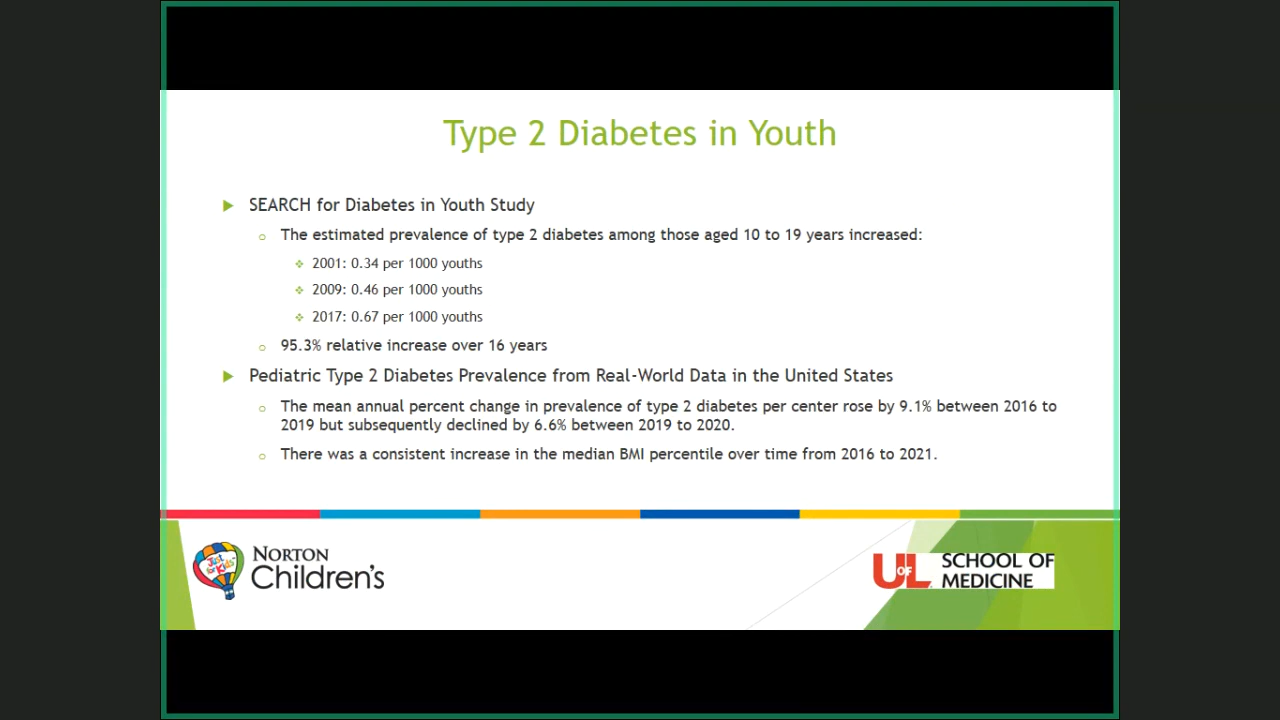 Type 2 Diabetes in Youth
SEARCH for Diabetes in Youth Study
The estimated prevalence of type 2 diabetes among those aged 10 to 19 years increased:
2001: 0.34 per 1000 youths
2009: 0.46 per 1000 youths
2017: 0.67 per 1000 youths
95.3% relative increase over 16 years
Pediatric Type 2 Diabetes Prevalence from Real-World Data in the United States
The mean annual percent change in prevalence of type 2 diabetes per center rose by 9.1% between 2016 to
2019 but subsequently declined by 6.6% between 2019 to 2020.
There was a consistent increase in the median BMI percentile over time from 2016 to 2021.
Just for Kids
NORTON
Children's
UOFL
SCHOOL OF
MEDICINE